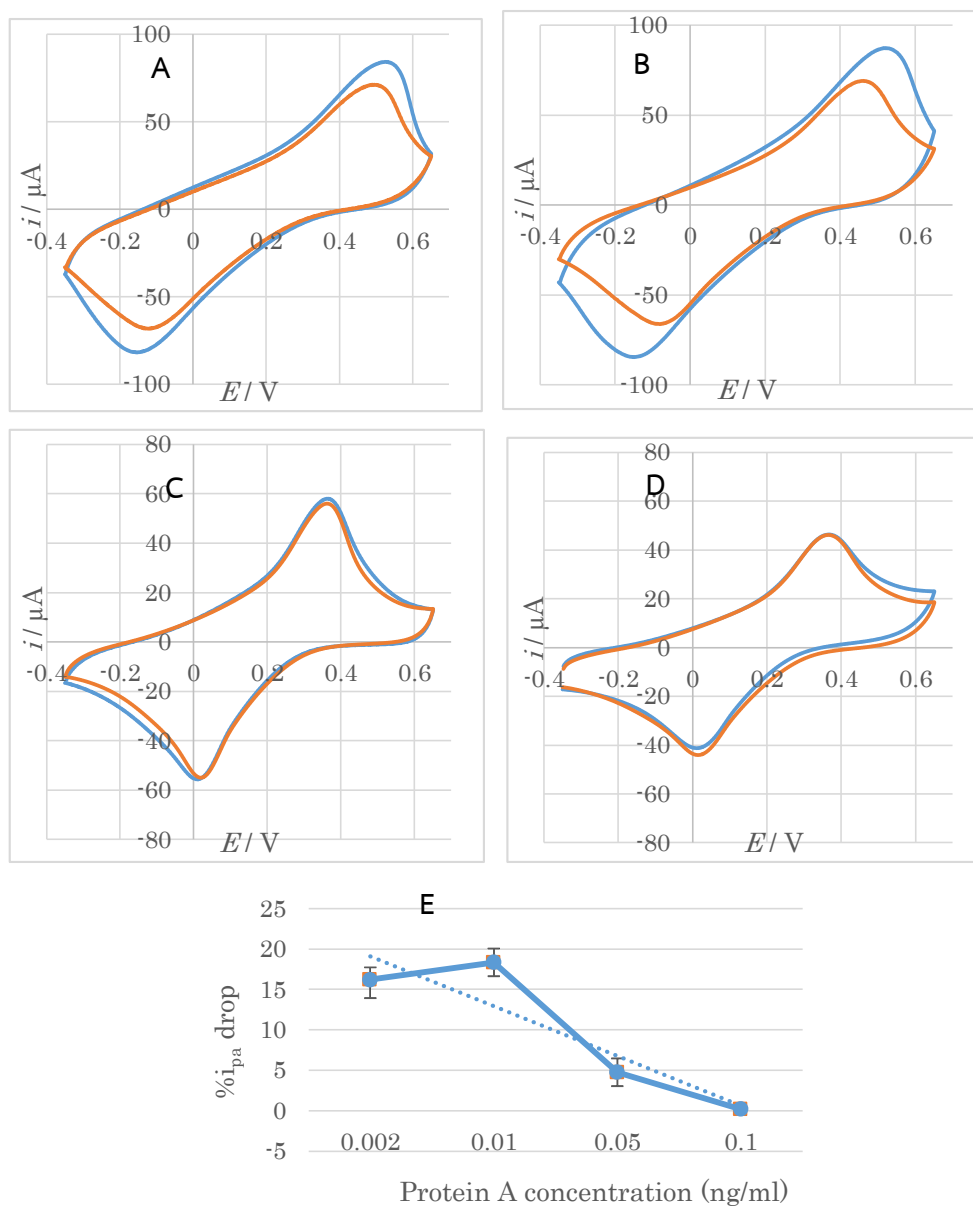 A
100
50
0
-50
-100
-0.4 -0.2 0 0.2 0.4 0.6
i / µA
E / V
B
100
50
0
-50
-100
-0.4 -0.2 0 0.2 0.4 0.6
i / µA
E / V
C
80
60
40
20
0
-20
-40
-60
-80
-0.4 -0.2 0 0.2 0.4 0.6
i / µA
E / V
D
80
60
40
20
0
-20
-40
-60
-80
-0.4 -0.2 0 0.2 0.4 0.6
i / µA
E / V
E
25
20
15
10
5
0
-5
%ipa drop
0.002 0.01 0.05 0.1
Protein A concentration (ng/ml)